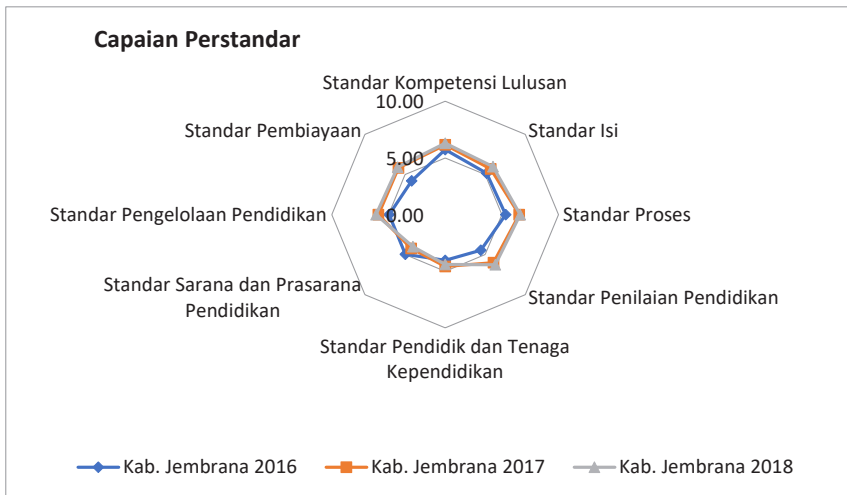 Capaian Perstandar
Standar Kompetensi Lulusan
10.00
Standar Pembiayaan
Standar Isi
5.00
Standar Pengelolaan Pendidikan
0.00
Standar Proses
Standar Sarana dan Prasarana
Pendidikan
Standar Penilaian Pendidikan
Standar Pendidik dan Tenaga
Kependidikan
Kab. Jembrana 2016
Kab. Jembrana 2017
Kab. Jembrana 2018